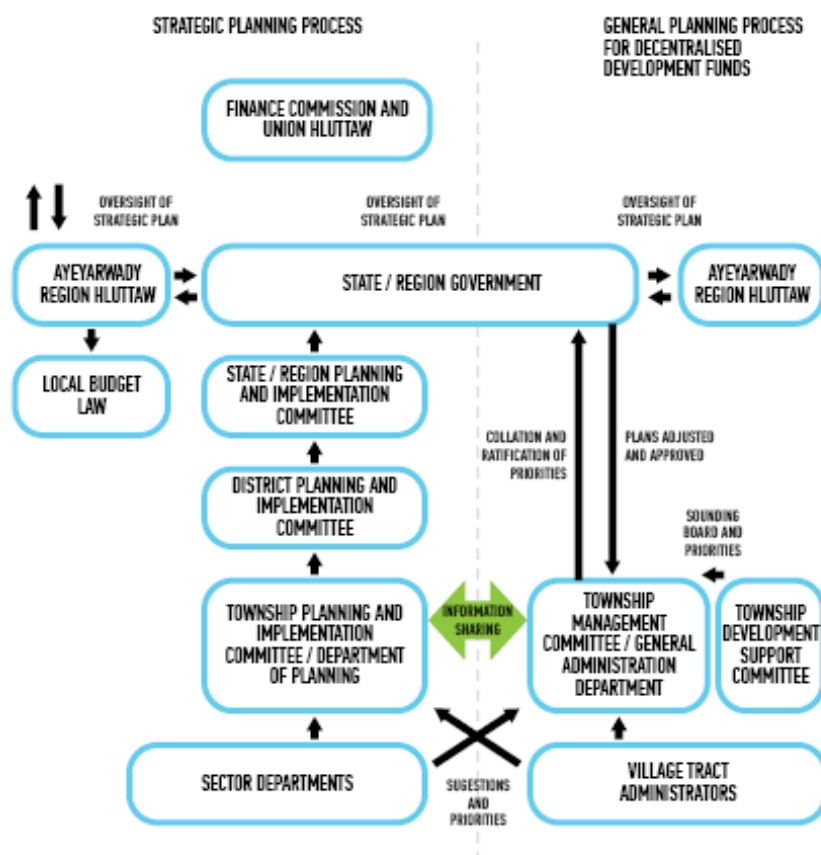 STRATEGIC PLANNING PROCESS
GENERAL PLANNING PROCESS
FOR DECENTRALISED
DEVELOPMENT FUNDS
FINANCE COMMISSION AND
UNION HLUTTAW
OVERSIGHT OF
STRATEGIC PLAN
OVERSIGHT OF
STRATEGIC PLAN
OVERSIGHT OF
STRATEGIC PLAN
AYEYARWADY
REGION HLUTTAW
STATE / REGION GOVERNMENT
AYEYARWADY
REGION HLUTTAW
LOCAL BUDGET
LAW
STATE / REGION PLANNING
AND IMPLEMENTATION
COMMITTEE
COLLATION AND
RATIFICATION OF
PRIORITIES
PLANS ADJUSTED
AND APPROVED
DISTRICT PLANNING AND
IMPLEMENTATION
COMMITTEE
SOUNDING
BOARD AND
PRIORITIES
TOWNSHIP PLANNING AND
IMPLEMENTATION
COMMITTEE / DEPARTMENT
OF PLANNING
INFORMATION
SHARING
TOWNSHIP
MANAGEMENT
COMMITTEE / GENERAL
ADMINISTRATION
DEPARTMENT
TOWNSHIP
DEVELOPMENT
SUPPORT
COMMITTEE
SECTOR DEPARTMENTS
SUGESTIONS
AND
PRIORITIES
VILLAGE TRACT
ADMINISTRATORS